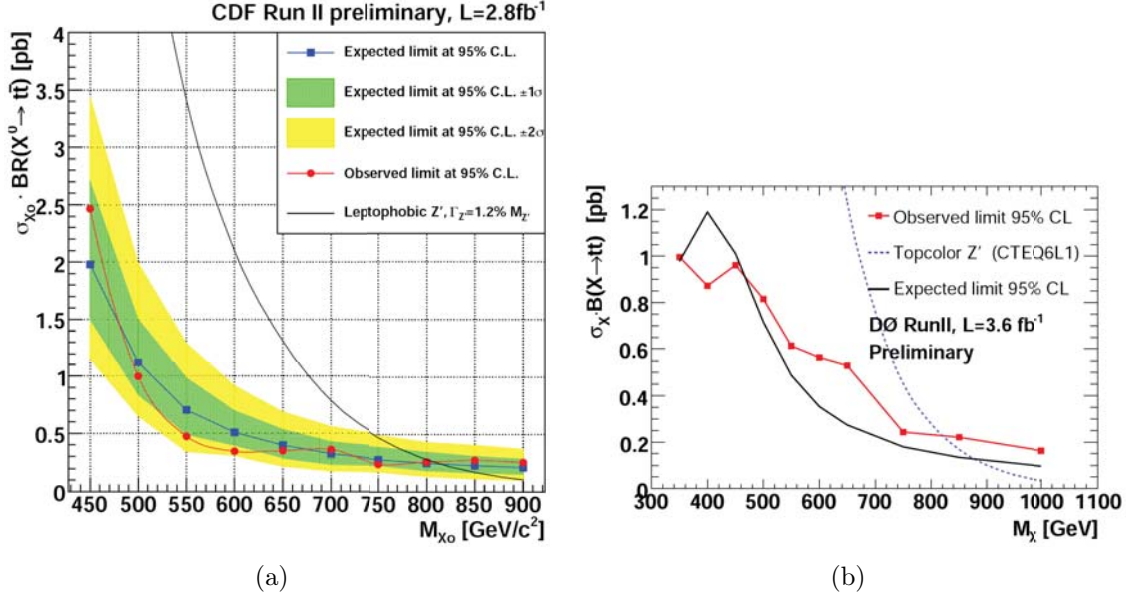 CDF Run II preliminary, L=2.8fb⁻¹
σ_Xo · BR(X⁰→ tt̄) [pb]
4
3.5
3
2.5
2
1.5
1
0.5
0
Expected limit at 95% C.L.
Expected limit at 95% C.L. ±1σ
Expected limit at 95% C.L. ±2σ
Observed limit at 95% C.L.
Leptophobic Z', Γ_Z'=1.2% M_Z'
450 500 550 600 650 700 750 800 850 900
M_Xo [GeV/c²]
(a)
σ_X·B(X→tt) [pb]
1.2
1
0.8
0.6
0.4
0.2
0
Observed limit 95% CL
Topcolor Z' (CTEQ6L1)
Expected limit 95% CL
DØ RunII, L=3.6 fb⁻¹
Preliminary
300 400 500 600 700 800 900 1000 1100
M_χ [GeV]
(b)